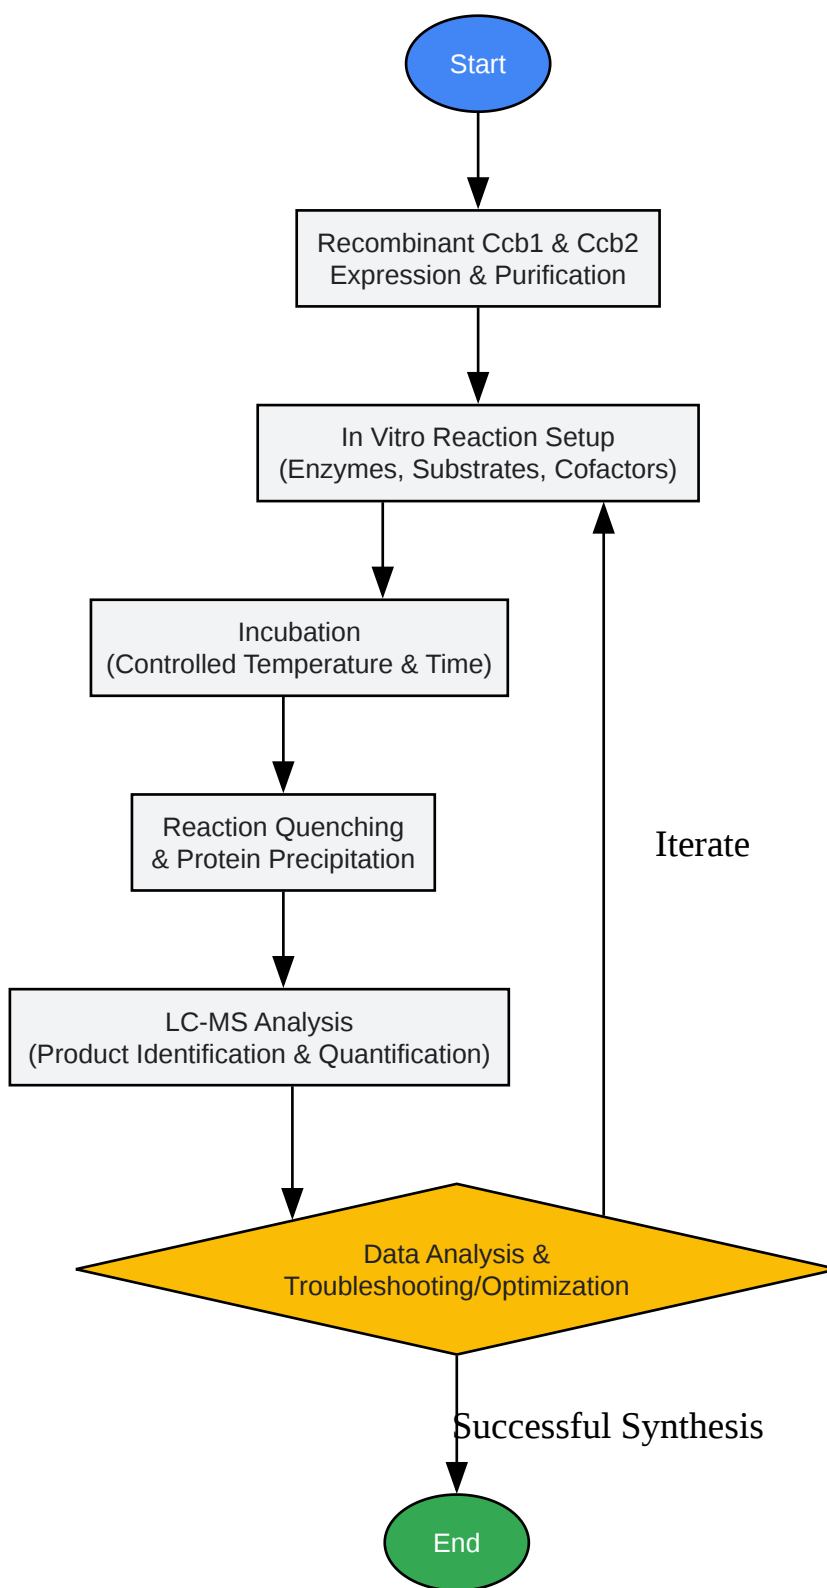 Start
Recombinant Ccb1 & Ccb2
Expression & Purification
In Vitro Reaction Setup
(Enzymes, Substrates, Cofactors)
Incubation
(Controlled Temperature & Time)
Reaction Quenching
& Protein Precipitation
Iterate
LC-MS Analysis
(Product Identification & Quantification)
Data Analysis &
Troubleshooting/Optimization
Successful Synthesis
End